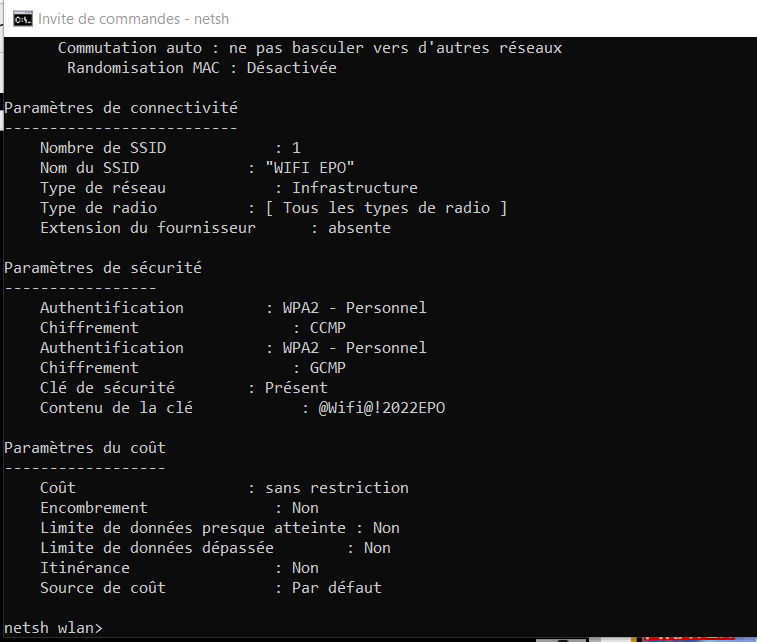 Invite de commandes - netsh
Commutation auto : ne pas basculer vers d'autres réseaux
Randomisation MAC : Désactivée
Paramètres de connectivité
--------------------------
Nombre de SSID : 1
Nom du SSID : "WIFI EPO"
Type de réseau : Infrastructure
Type de radio : [ Tous les types de radio ]
Extension du fournisseur : absente
Paramètres de sécurité
-----------------
Authentification : WPA2 - Personnel
Chiffrement : CCMP
Authentification : WPA2 - Personnel
Chiffrement : GCMP
Clé de sécurité : Présent
Contenu de la clé : @Wifi@!2022EPO
Paramètres du coût
------------------
Coût : sans restriction
Encombrement : Non
Limite de données presque atteinte : Non
Limite de données dépassée : Non
Itinérance : Non
Source de coût : Par défaut
netsh wlan>